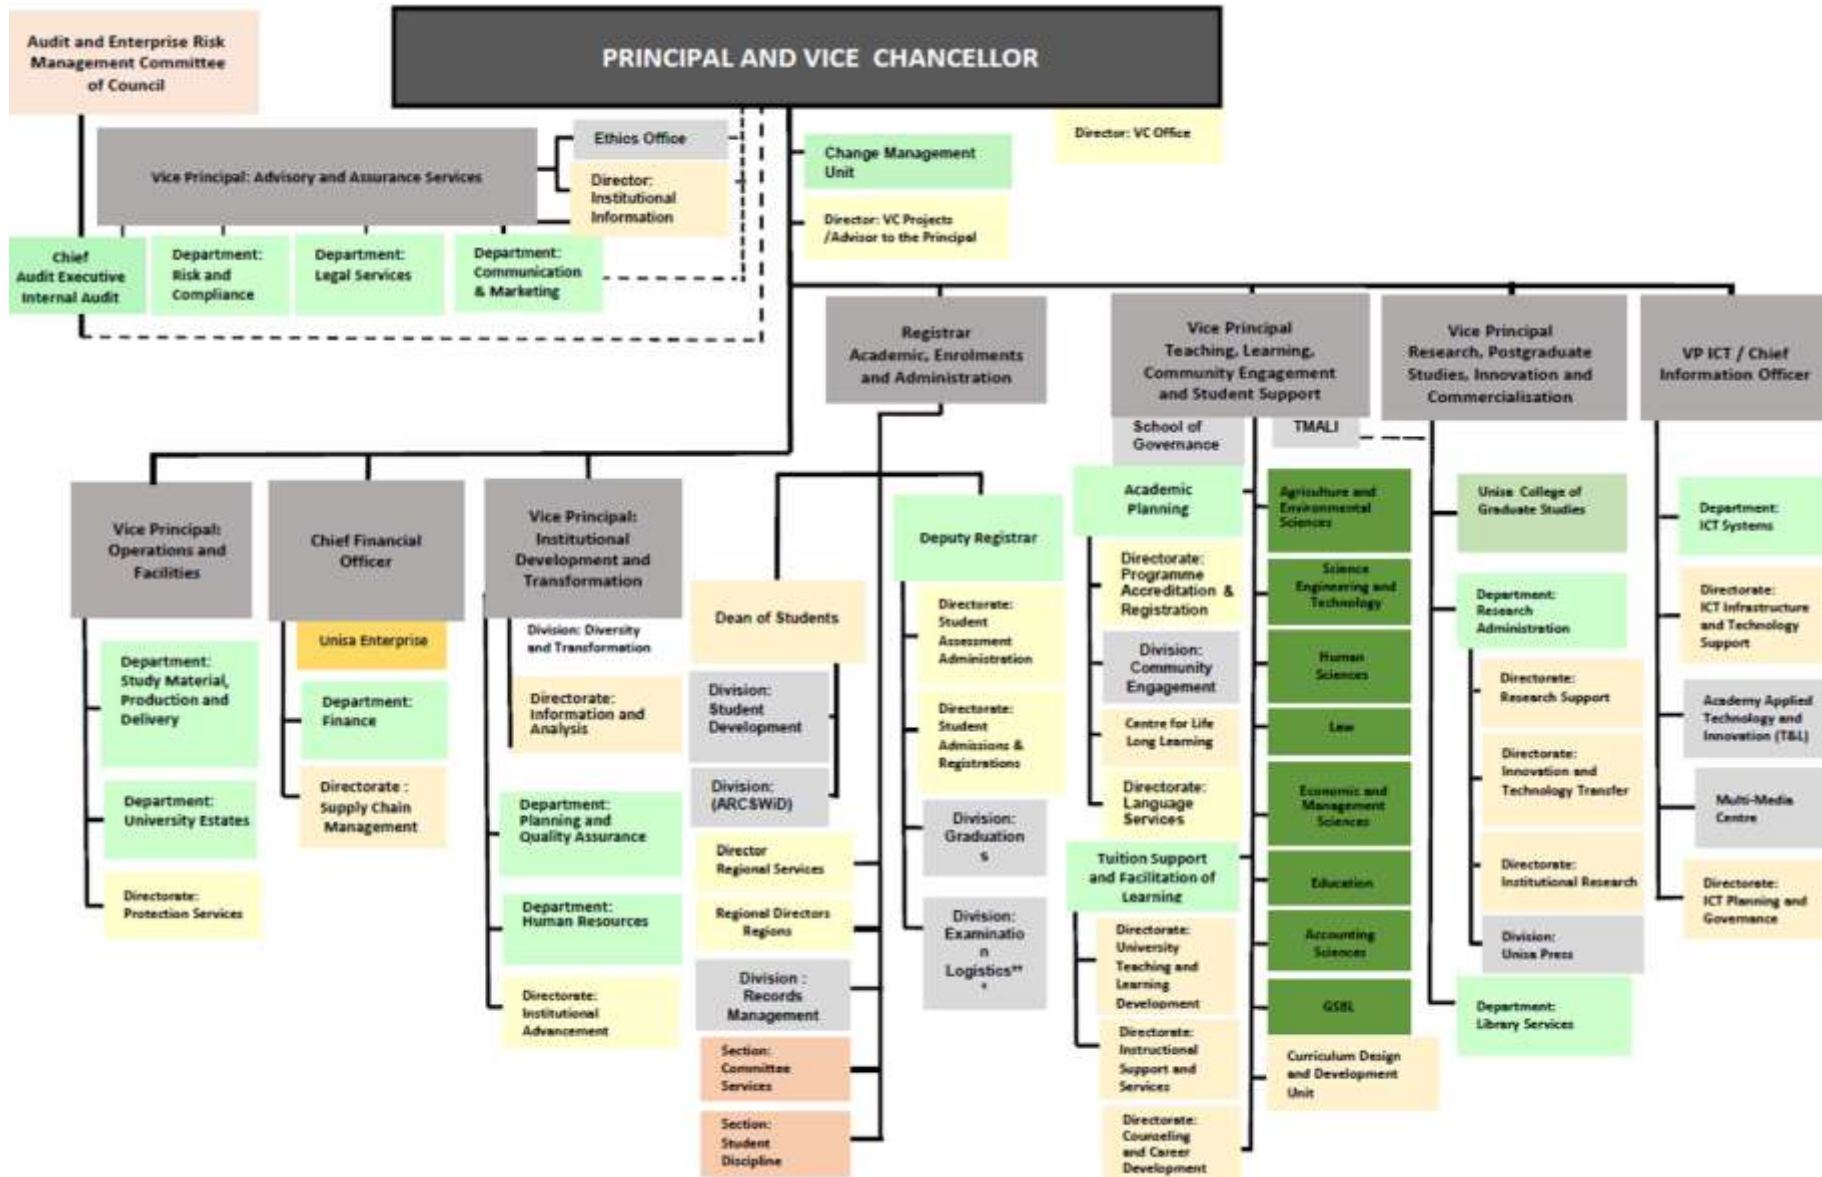 Audit and Enterprise Risk
Management Committee
of Council
PRINCIPAL AND VICE CHANCELLOR
Director: VC Office
Vice Principal: Advisory and Assurance Services
Ethios Office
Director:
Institutional
Information
Change Management
Unit
Director: VC Projects
/Advisor to the Principal
Chief
Audit Executive
Internal Audit
Department:
Risk and
Compliance
Department:
Legal Services
Department:
Communication
& Marketing
Registrar
Academic, Enrolments
and Administration
Vice Principal
Teaching, Learning,
Community Engagement
and Student Support
Vice Principal
Research, Postgraduate
Studies, Innovation and
Commercialisation
VP ICT / Chief
Information Officer
School of
Governance
TMALI
Vice Principal:
Operations and
Facilities
Chief Financial
Officer
Vice Principal:
Institutional
Development and
Transformation
Department:
Study Material,
Production and
Delivery
Department:
University Estates
Directorate:
Protection Services
Unisa Enterprise
Department:
Finance
Directorate :
Supply Chain
Management
Division: Diversity
and Transformation
Directorate:
Information and
Analysis
Department:
Planning and
Quality Assurance
Department:
Human Resources
Directorate:
Institutional
Advancement
Dean of Students
Division:
Student
Development
Division:
(ARCSWiD)
Director
Regional Services
Regional Directors
Regions
Division :
Records
Management
Section:
Committee
Services
Section:
Student
Discipline
Deputy Registrar
Directorate:
Student
Assessment
Administration
Directorate:
Student
Admissions &
Registrations
Division:
Graduation
s
Division:
Examinatio
n
Logistics**
*
Academic
Planning
Directorate:
Programme
Accreditation &
Registration
Division:
Community
Engagement
Centre for Life
Long Learning
Directorate:
Language
Services
Tuition Support
and Facilitation of
Learning
Directorate:
University
Teaching and
Learning
Development
Directorate:
Instructional
Support and
Services
Directorate:
Counseling
and Career
Development
Agriculture and
Environmental
Sciences
Science
Engineering and
Technology
Human
Sciences
Law
Economic and
Management
Sciences
Education
Accounting
Sciences
GSBL
Curriculum Design
and Development
Unit
Unisa College of
Graduate Studies
Department:
Research
Administration
Directorate:
Research Support
Directorate:
Innovation and
Technology Transfer
Directorate:
Institutional Research
Division:
Unisa Press
Department:
Library Services
Department:
ICT Systems
Directorate:
ICT Infrastructure
and Technology
Support
Academy Applied
Technology and
Innovation (T&L)
Multi-Media
Centre
Directorate:
ICT Planning and
Governance